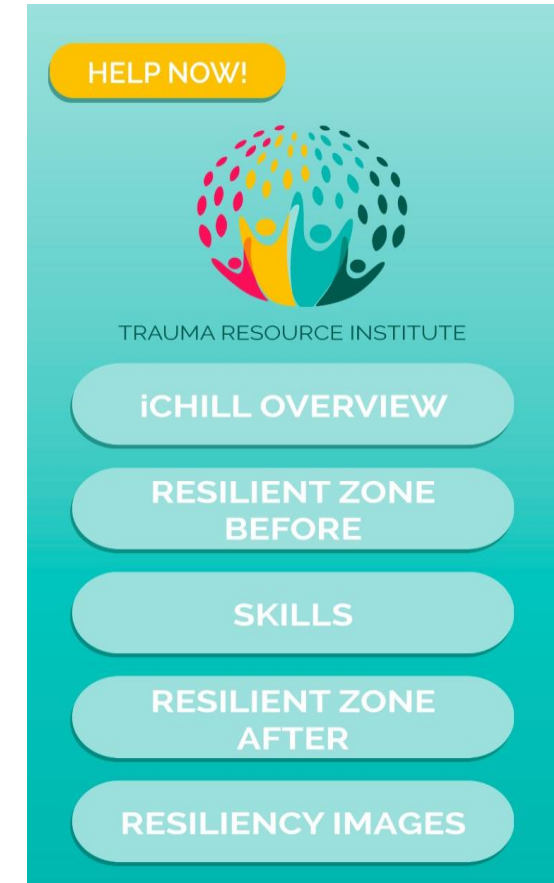 HELP NOW!
TRAUMA RESOURCE INSTITUTE
iCHILL OVERVIEW
RESILIENT ZONE
BEFORE
SKILLS
RESILIENT ZONE
AFTER
RESILIENCY IMAGES